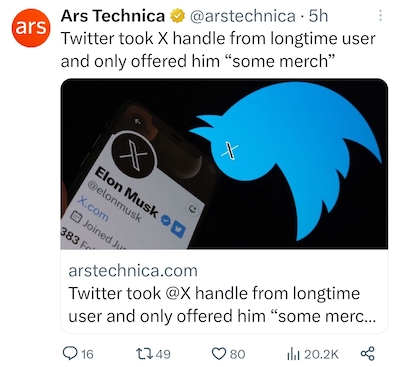 ars
Ars Technica @arstechnica · 5h
Twitter took X handle from longtime user
and only offered him “some merch”
X
Elon Musk
@elonmusk
X.com
Joined Ju
383 Fo
arstechnica.com
Twitter took @X handle from longtime
user and only offered him “some merc...
16 49 80 20.2K